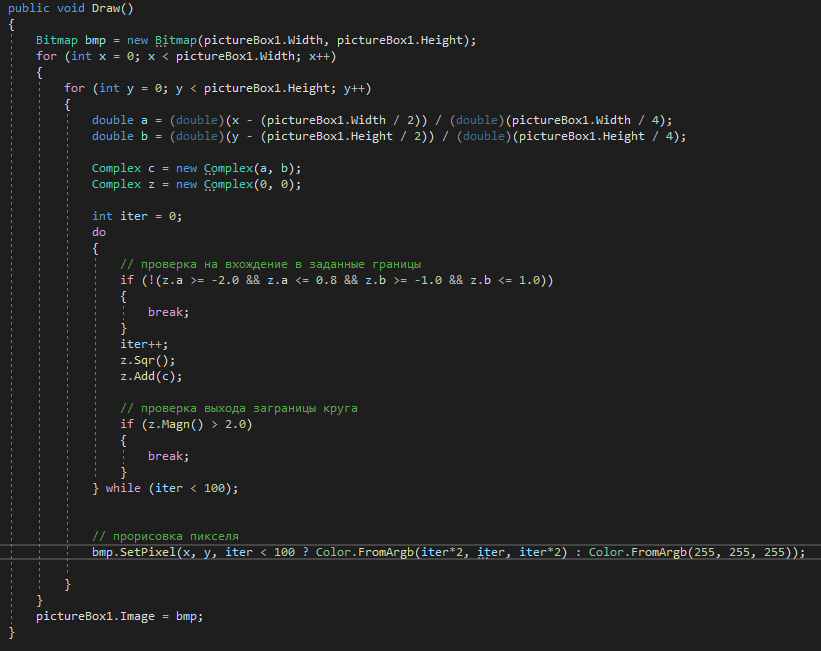 public void Draw()
{
Bitmap bmp = new Bitmap(pictureBox1.Width, pictureBox1.Height);
for (int x = 0; x < pictureBox1.Width; x++)
{
for (int y = 0; y < pictureBox1.Height; y++)
{
double a = (double)(x - (pictureBox1.Width / 2)) / (double)(pictureBox1.Width / 4);
double b = (double)(y - (pictureBox1.Height / 2)) / (double)(pictureBox1.Height / 4);
Complex c = new Complex(a, b);
Complex z = new Complex(0, 0);
int iter = 0;
do
{
// проверка на вхождение в заданные границы
if (!(z.a >= -2.0 && z.a <= 0.8 && z.b >= -1.0 && z.b <= 1.0))
{
break;
}
iter++;
z.Sqr();
z.Add(c);
// проверка выхода заграницы круга
if (z.Magn() > 2.0)
{
break;
}
} while (iter < 100);
// прорисовка пикселя
bmp.SetPixel(x, y, iter < 100 ? Color.FromArgb(iter*2, iter, iter*2) : Color.FromArgb(255, 255, 255));
}
}
pictureBox1.Image = bmp;
}